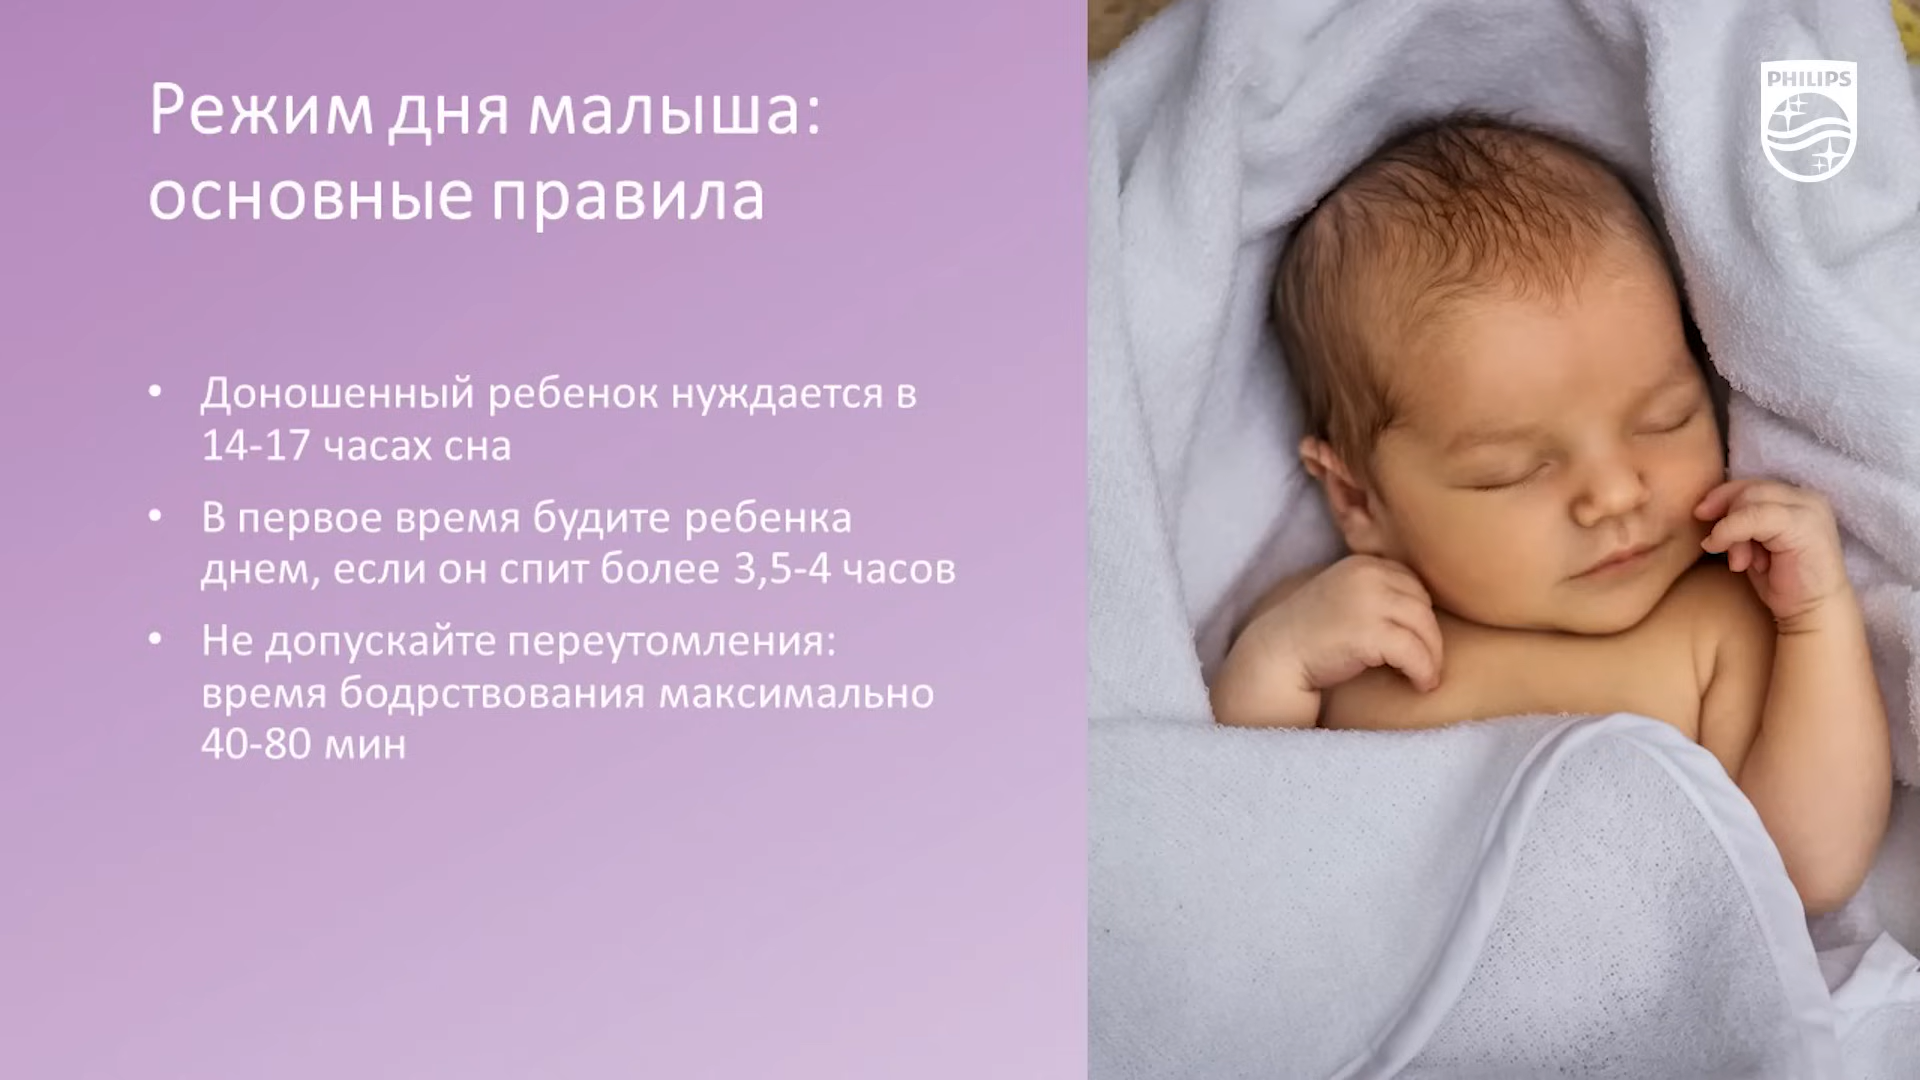 Режим дня малыша:
основные правила
• Доношенный ребенок нуждается в
14-17 часах сна
• В первое время будите ребенка
днем, если он спит более 3,5-4 часов
• Не допускайте переутомления:
время бодрствования максимально
40-80 мин
PHILIPS